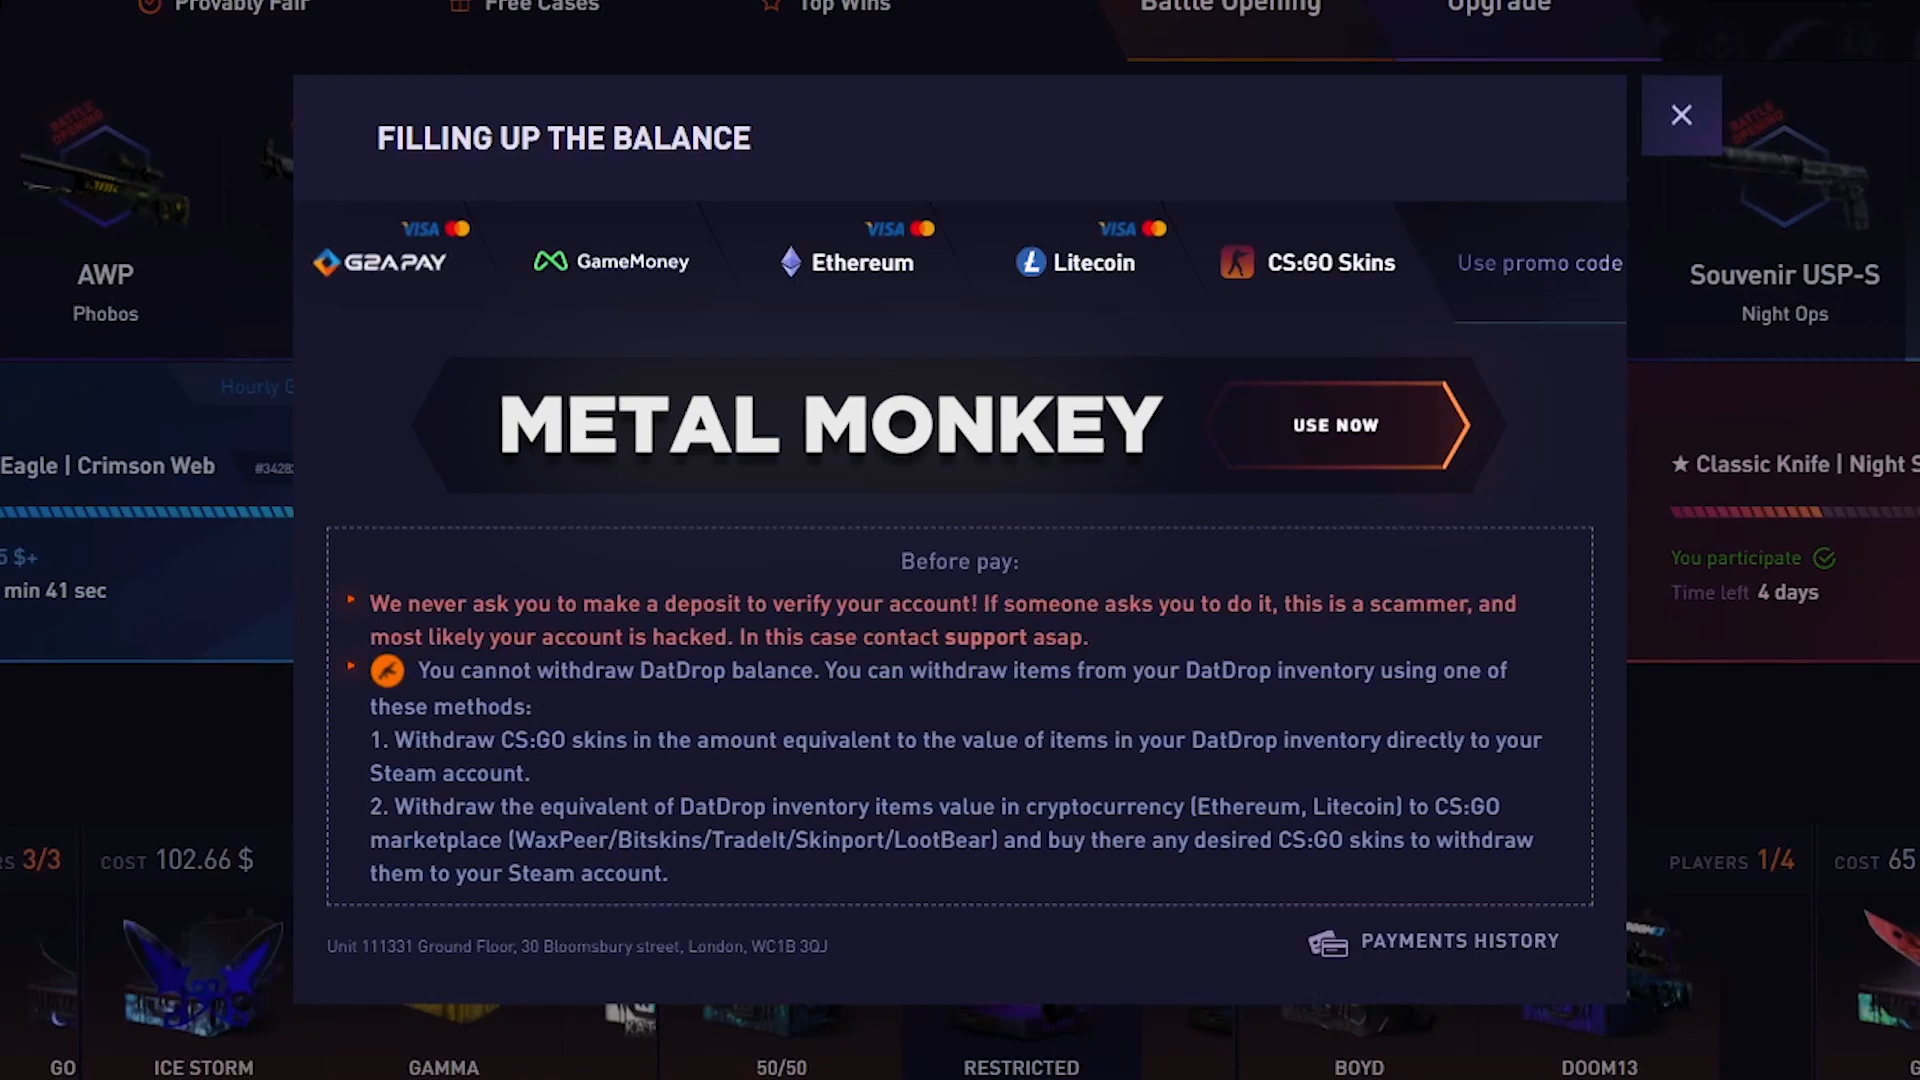 Provably Fair
Free Cases
Top Wins
Battle Opening
Upgrade
FILLING UP THE BALANCE
VISA
VISA
VISA
G2A PAY
GameMoney
Ethereum
Litecoin
CS:GO Skins
Use promo code
BATTLE OPENING
AWP
Phobos
BATTLE OPENING
Souvenir USP-S
Night Ops
METAL MONKEY
USE NOW
Hourly G
Eagle | Crimson Web
#3428
5 $+
min 41 sec
★ Classic Knife | Night S
You participate
Time left 4 days
Before pay:
We never ask you to make a deposit to verify your account! If someone asks you to do it, this is a scammer, and
most likely your account is hacked. In this case contact support asap.
You cannot withdraw DatDrop balance. You can withdraw items from your DatDrop inventory using one of
these methods:
1. Withdraw CS:GO skins in the amount equivalent to the value of items in your DatDrop inventory directly to your
Steam account.
2. Withdraw the equivalent of DatDrop inventory items value in cryptocurrency (Ethereum, Litecoin) to CS:GO
marketplace (WaxPeer/Bitskins/TradeIt/Skinport/LootBear) and buy there any desired CS:GO skins to withdraw
them to your Steam account.
RS 3/3
COST 102.66 $
PLAYERS 1/4
COST 65
Unit 111331 Ground Floor, 30 Bloomsbury street, London, WC1B 3QJ
PAYMENTS HISTORY
GO
ICE STORM
GAMMA
50/50
RESTRICTED
BOYD
DOOM13